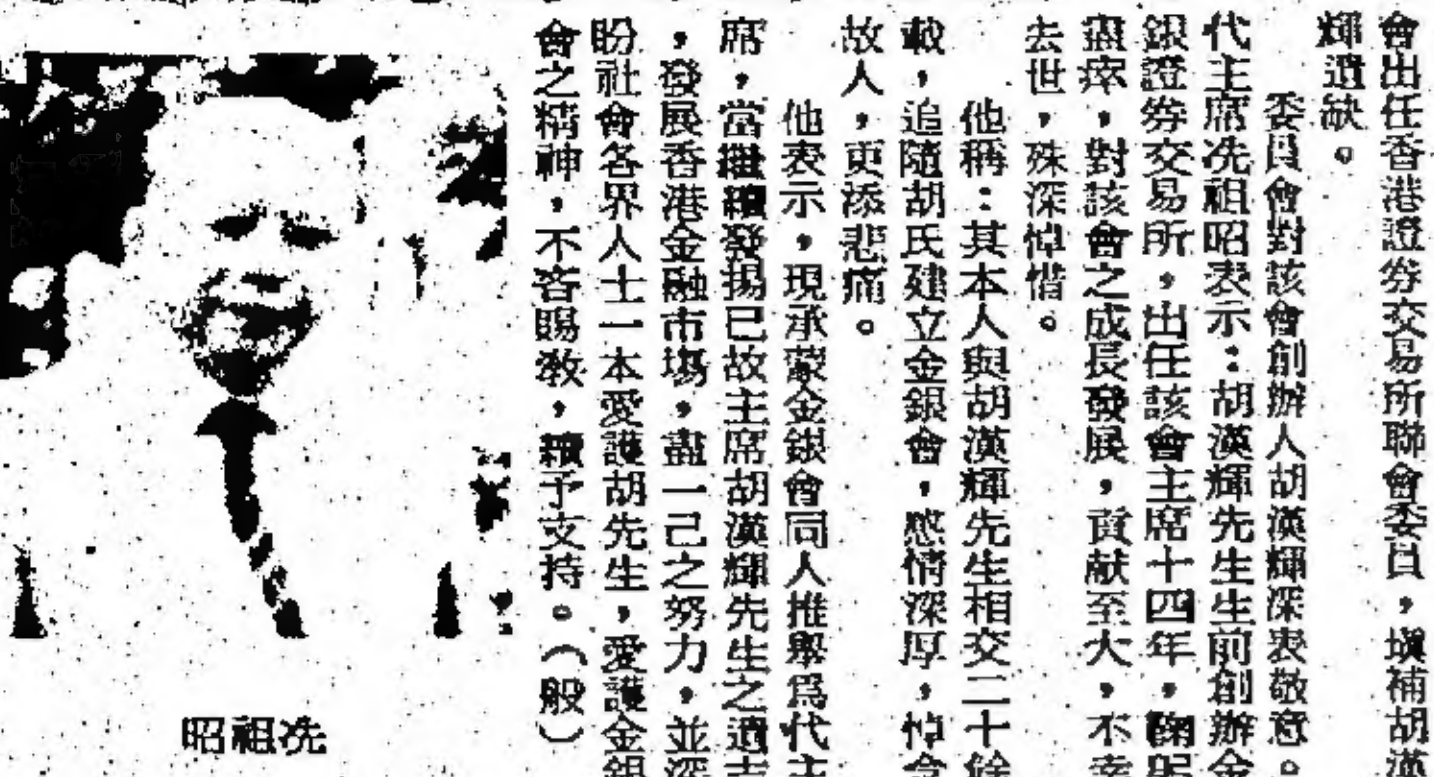 會出任香港證券交易所聯會委員，塡補胡漢
輝遺缺。
委員會對該會創辦人胡漢輝深表敬意。
代主席冼祖昭表示：胡漢輝先生生前創辦金
銀證券交易所，出任該會主席十四年，鞠躬
盡瘁，對該會之成長發展，貢献至大，不幸
去世，殊深悼惜。
他稱：其本人與胡漢輝先生相交二十餘
載，追隨胡氏建立金銀會，感情深厚，悼念
故人，更添悲痛。
他表示，現承蒙金銀會同人推舉爲代主
席，當繼續發揚已故主席胡漢輝先生之遺志
，發展香港金融市塲，盡一己之努力，並深
盼社會各界人士一本愛護胡先生，愛護金銀
會之精神，不吝賜敎，續予支持。（般）
冼祖昭